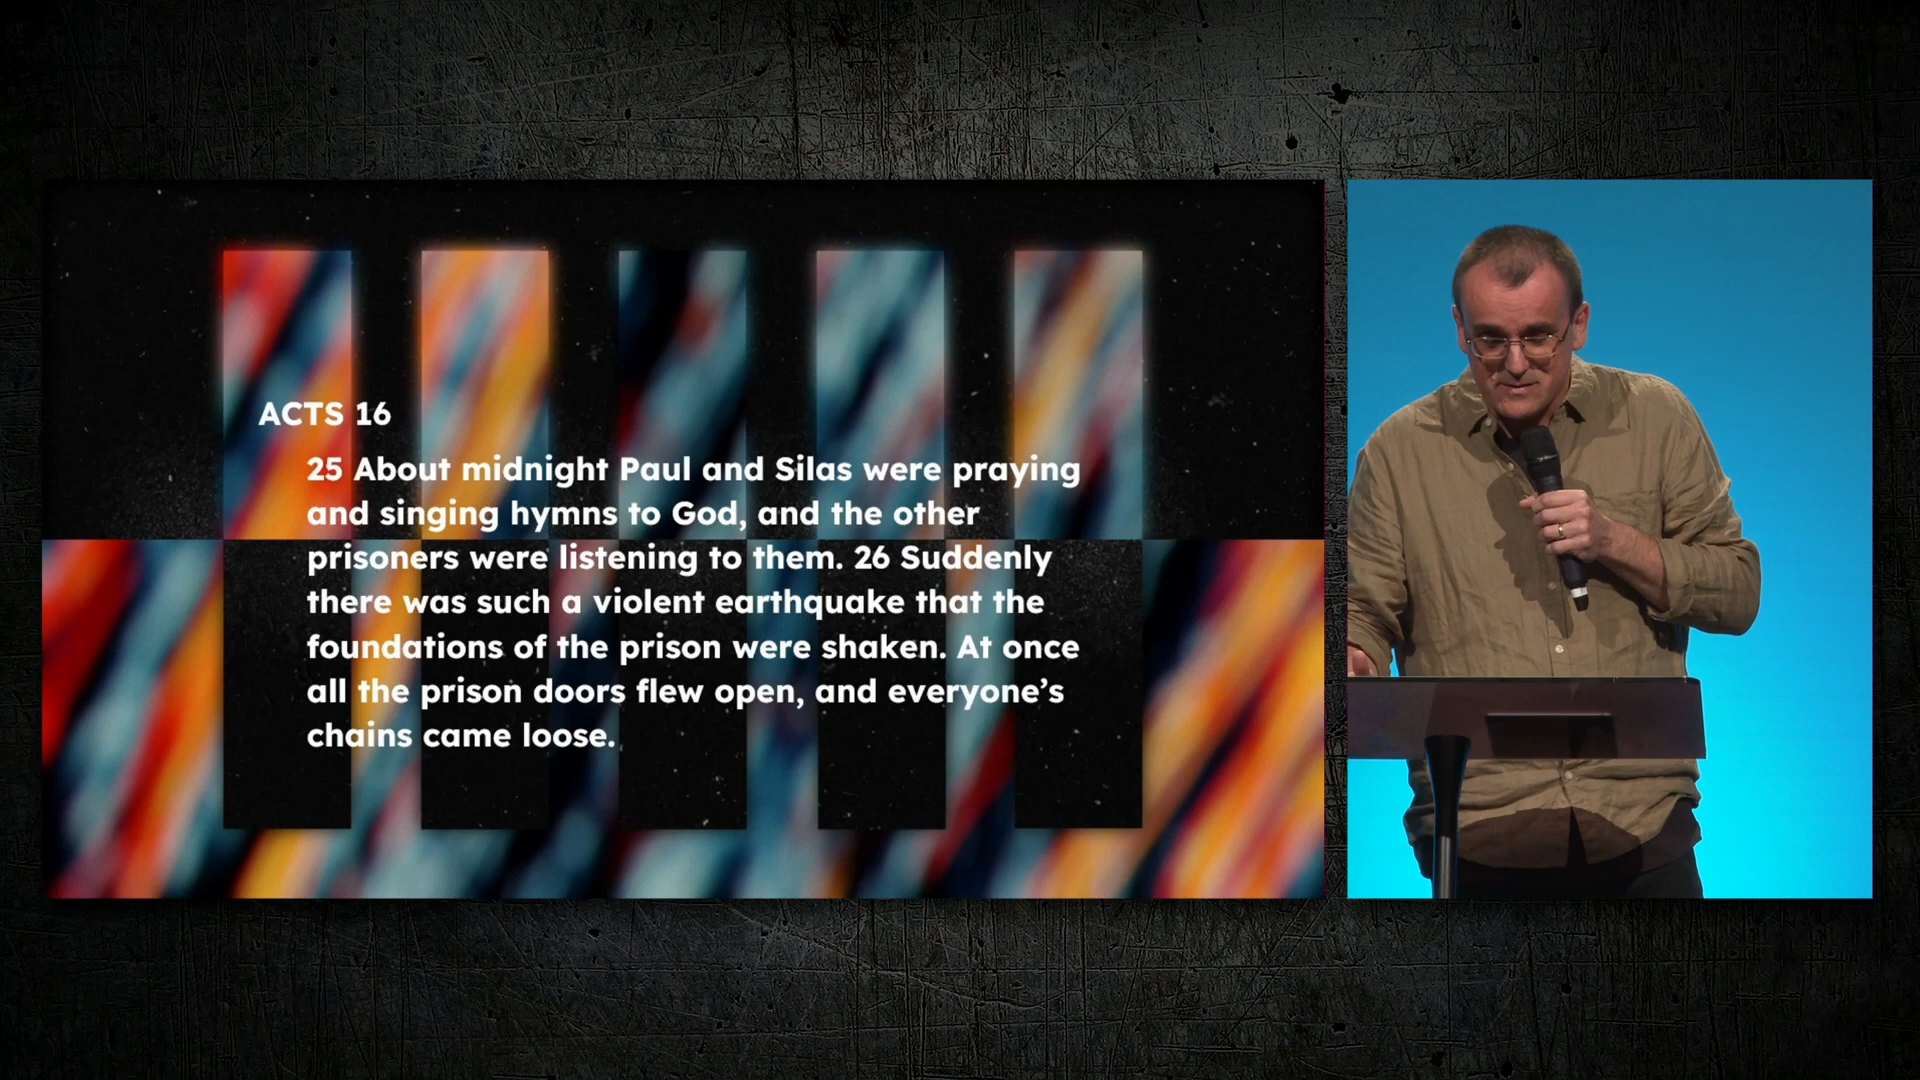 ACTS 16
25 About midnight Paul and Silas were praying
and singing hymns to God, and the other
prisoners were listening to them. 26 Suddenly
there was such a violent earthquake that the
foundations of the prison were shaken. At once
all the prison doors flew open, and everyone’s
chains came loose.